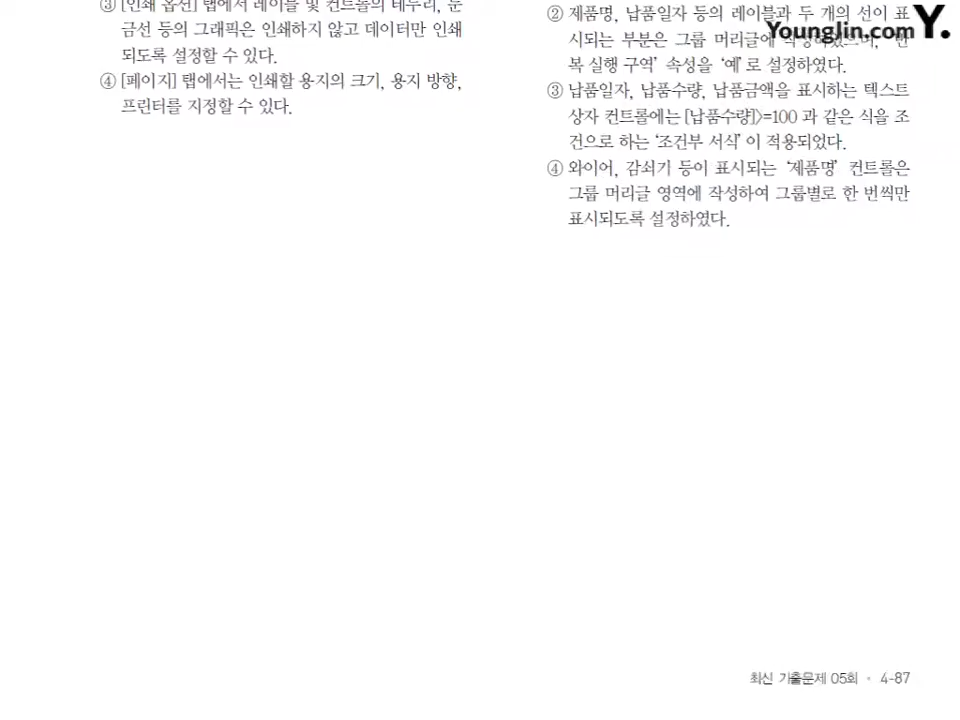 ③ [인쇄 옵션] 탭에서 레이블 및 컨트롤의 테두리, 눈
금선 등의 그래픽은 인쇄하지 않고 데이터만 인쇄
되도록 설정할 수 있다.
④ [페이지] 탭에서는 인쇄할 용지의 크기, 용지 방향,
프린터를 지정할 수 있다.
② 제품명, 납품일자 등의 레이블과 두 개의 선이 표
시되는 부분은 그룹 머리글에 작성하였으며, '반
복 실행 구역' 속성을 '예'로 설정하였다.
③ 납품일자, 납품수량, 납품금액을 표시하는 텍스트
상자 컨트롤에는 [납품수량]>=100 과 같은 식을 조
건으로 하는 '조건부 서식' 이 적용되었다.
④ 와이어, 감쇠기 등이 표시되는 '제품명' 컨트롤은
그룹 머리글 영역에 작성하여 그룹별로 한 번씩만
표시되도록 설정하였다.
Younglin.com Y.
최신 기출문제 05회 • 4-87